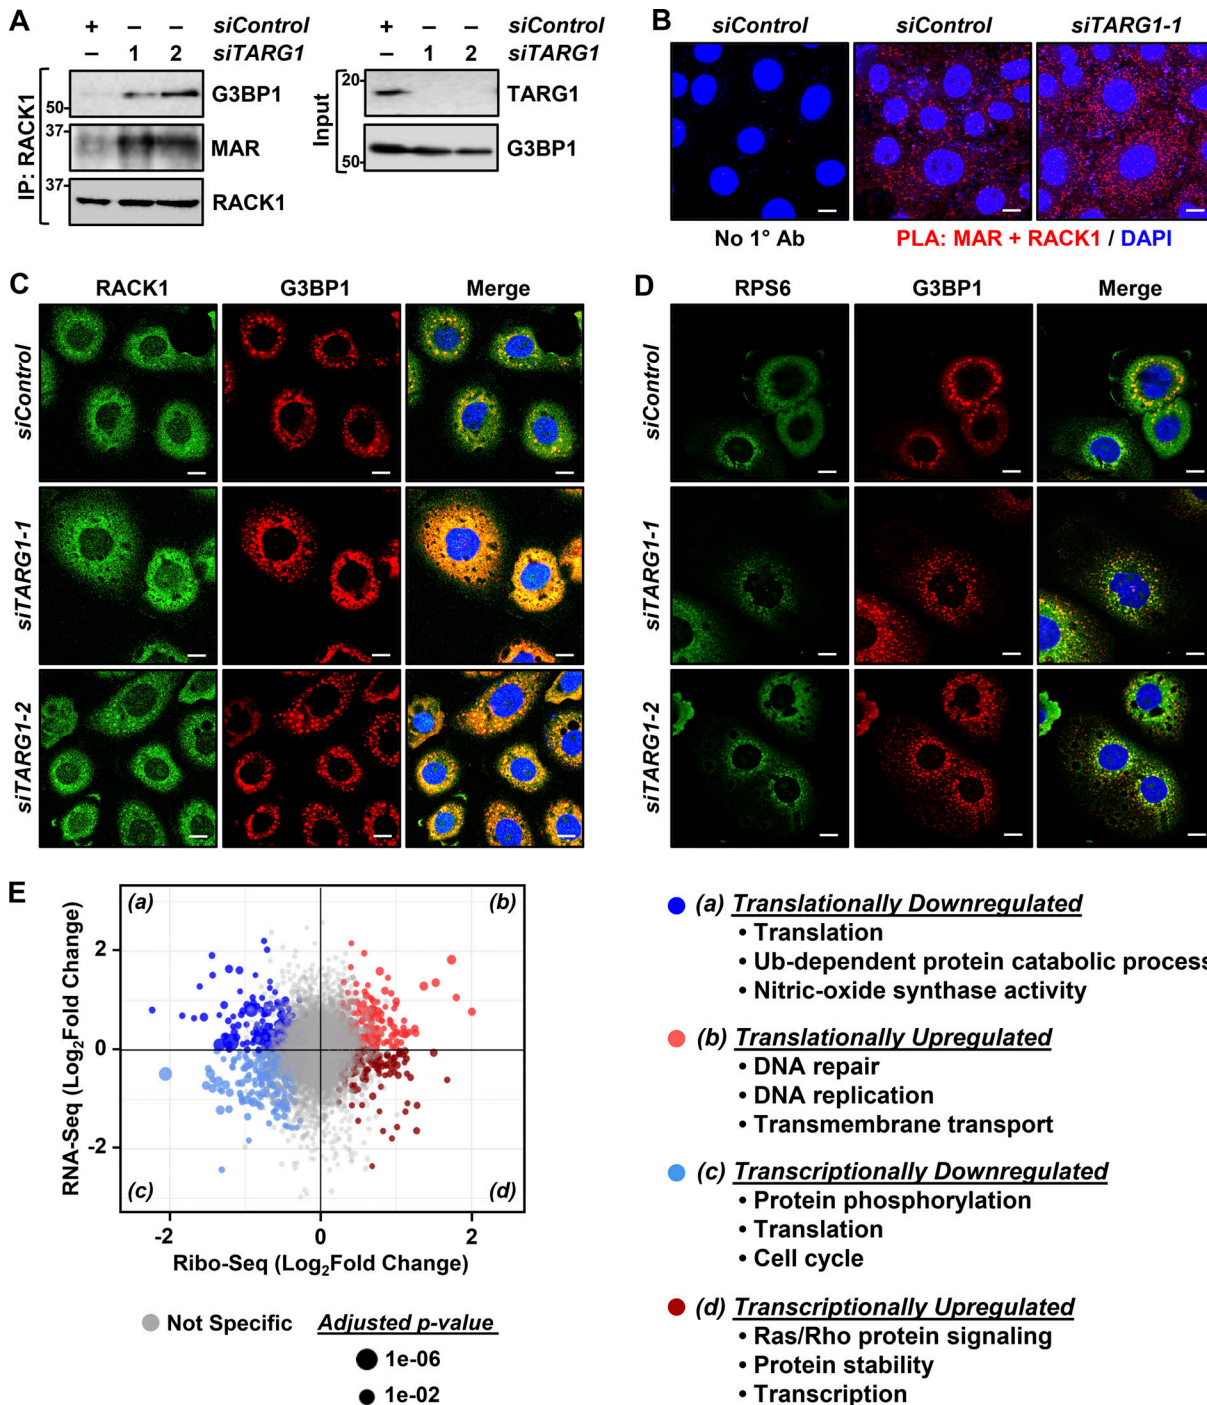 A
+ – – siControl
– 1 2 siTARG1
IP: RACK1
50
G3BP1
37
MAR
37
RACK1
+ – – siControl
– 1 2 siTARG1
Input
20
TARG1
50
G3BP1
B
siControl siControl siTARG1-1
No 1° Ab
PLA: MAR + RACK1 / DAPI
C
RACK1 G3BP1 Merge
siControl
siTARG1-1
siTARG1-2
D
RPS6 G3BP1 Merge
siControl
siTARG1-1
siTARG1-2
E
(a) (b)
(c) (d)
RNA-Seq (Log2Fold Change)
2
0
-2
-2 0 2
Ribo-Seq (Log2Fold Change)
Not Specific
Adjusted p-value
1e-06
1e-02
(a) Translationally Downregulated
• Translation
• Ub-dependent protein catabolic process
• Nitric-oxide synthase activity
(b) Translationally Upregulated
• DNA repair
• DNA replication
• Transmembrane transport
(c) Transcriptionally Downregulated
• Protein phosphorylation
• Translation
• Cell cycle
(d) Transcriptionally Upregulated
• Ras/Rho protein signaling
• Protein stability
• Transcription